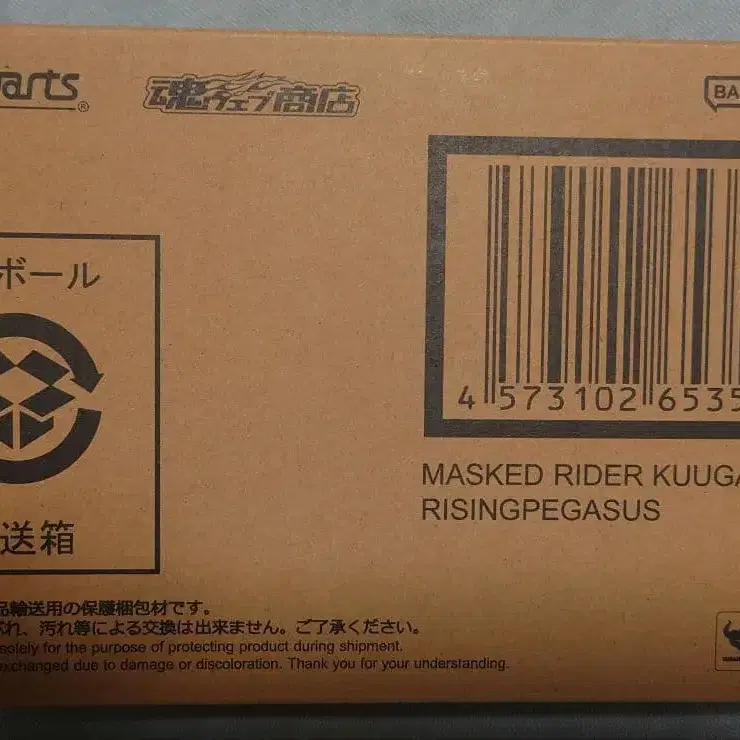 arts®
魂ウェブ商店
BA
ボール
送箱
4 573102 6535
MASKED RIDER KUUGA
RISINGPEGASUS
品輸送用の保護梱包材です。
ぶれ、汚れ等による交換は出来ません。ご了承ください。
solely for the purpose of protecting product during shipment.
exchanged due to damage or discoloration. Thank you for your understanding.